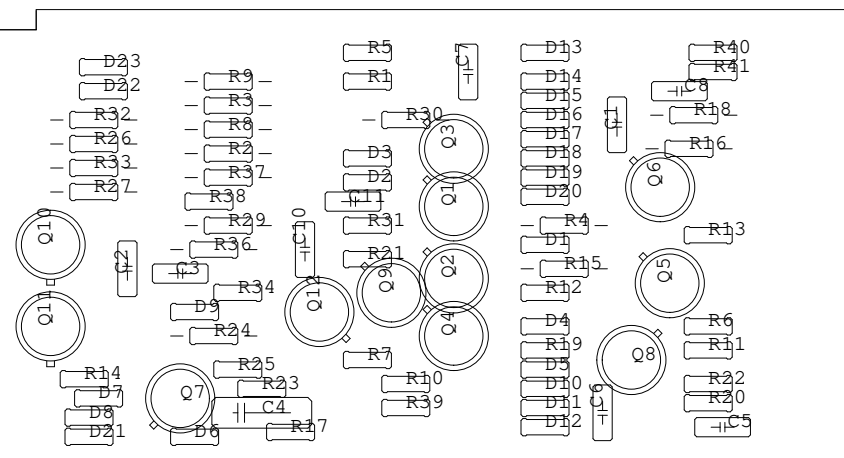 R5 D13 R40
D23 C7 R41
R9 R1 D14 C8
D22 D15
R3 R18
R32 R30 D16 C1
R8 D17
R26 Q3 R16
R2 D3 D18
R33 D19 Q6
R37 D2
R27 Q1 D20
R38 C11
Q10 R29 C10 R31 R4 R13
R36 D1
C2 R21 Q2 R15 Q5
C3 Q9
R34 Q12 R12
Q11 D9
R24 Q4 D4 R6
R19 R11
R25 R7 Q8
R14 D5
R23 R10 D10 R22
D7 Q7 C6
D8 C4 R39 D11 R20
R17 D12 C5
D21 D6